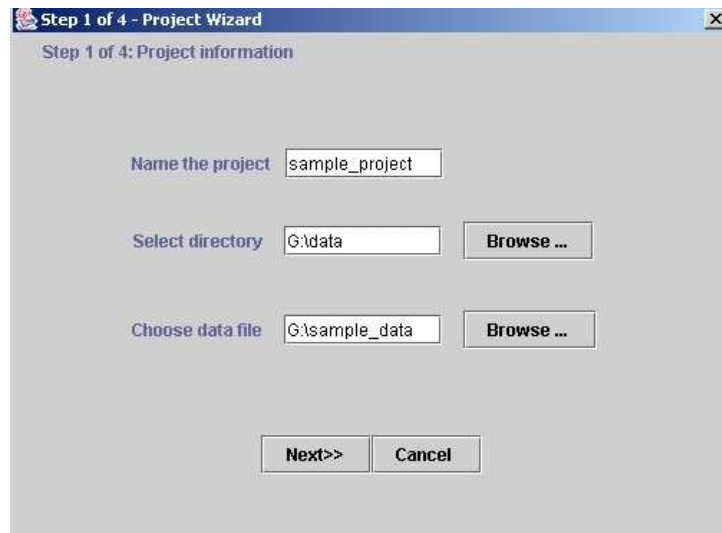 Step 1 of 4 - Project Wizard
Step 1 of 4: Project information
Name the project sample_project
Select directory G:\data Browse ...
Choose data file G:\sample_data Browse ...
Next>> Cancel